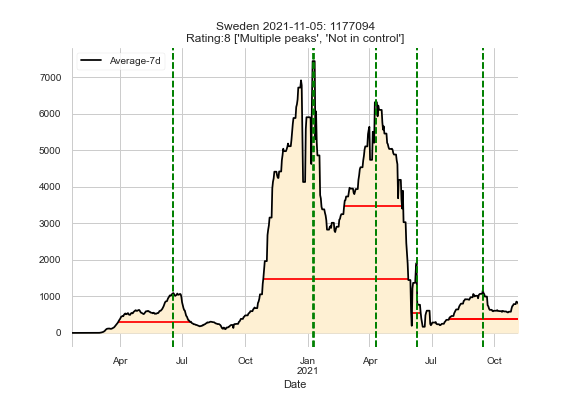 Sweden 2021-11-05: 1177094
Rating:8 ['Multiple peaks', 'Not in control']
Average-7d
7000
6000
5000
4000
3000
2000
1000
0
Apr Jul Oct Jan Apr Jul Oct
2021
Date